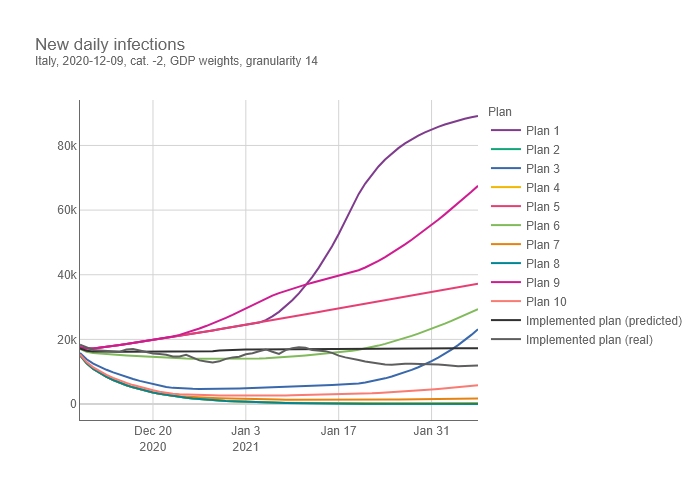 New daily infections
Italy, 2020-12-09, cat. -2, GDP weights, granularity 14
80k
60k
40k
20k
0
Dec 20
2020
Jan 3
2021
Jan 17
Jan 31
Plan
Plan 1
Plan 2
Plan 3
Plan 4
Plan 5
Plan 6
Plan 7
Plan 8
Plan 9
Plan 10
Implemented plan (predicted)
Implemented plan (real)